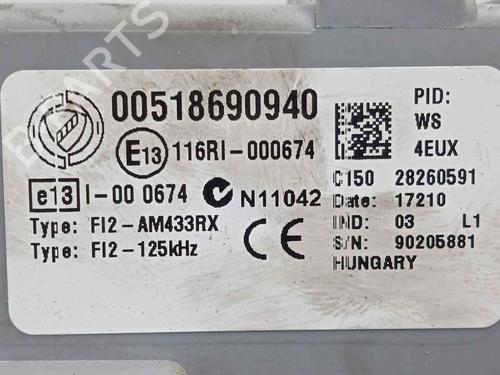 PARTS
00518690940
PID:
E13 116RI-000674
WS
4EUX
e13 I-00 0674 N11042
C150 28260591
Date: 17210
Type: FI2-AM433RX
IND: 03 L1
Type: FI2-125kHz
CE
S/N: 90205881
HUNGARY